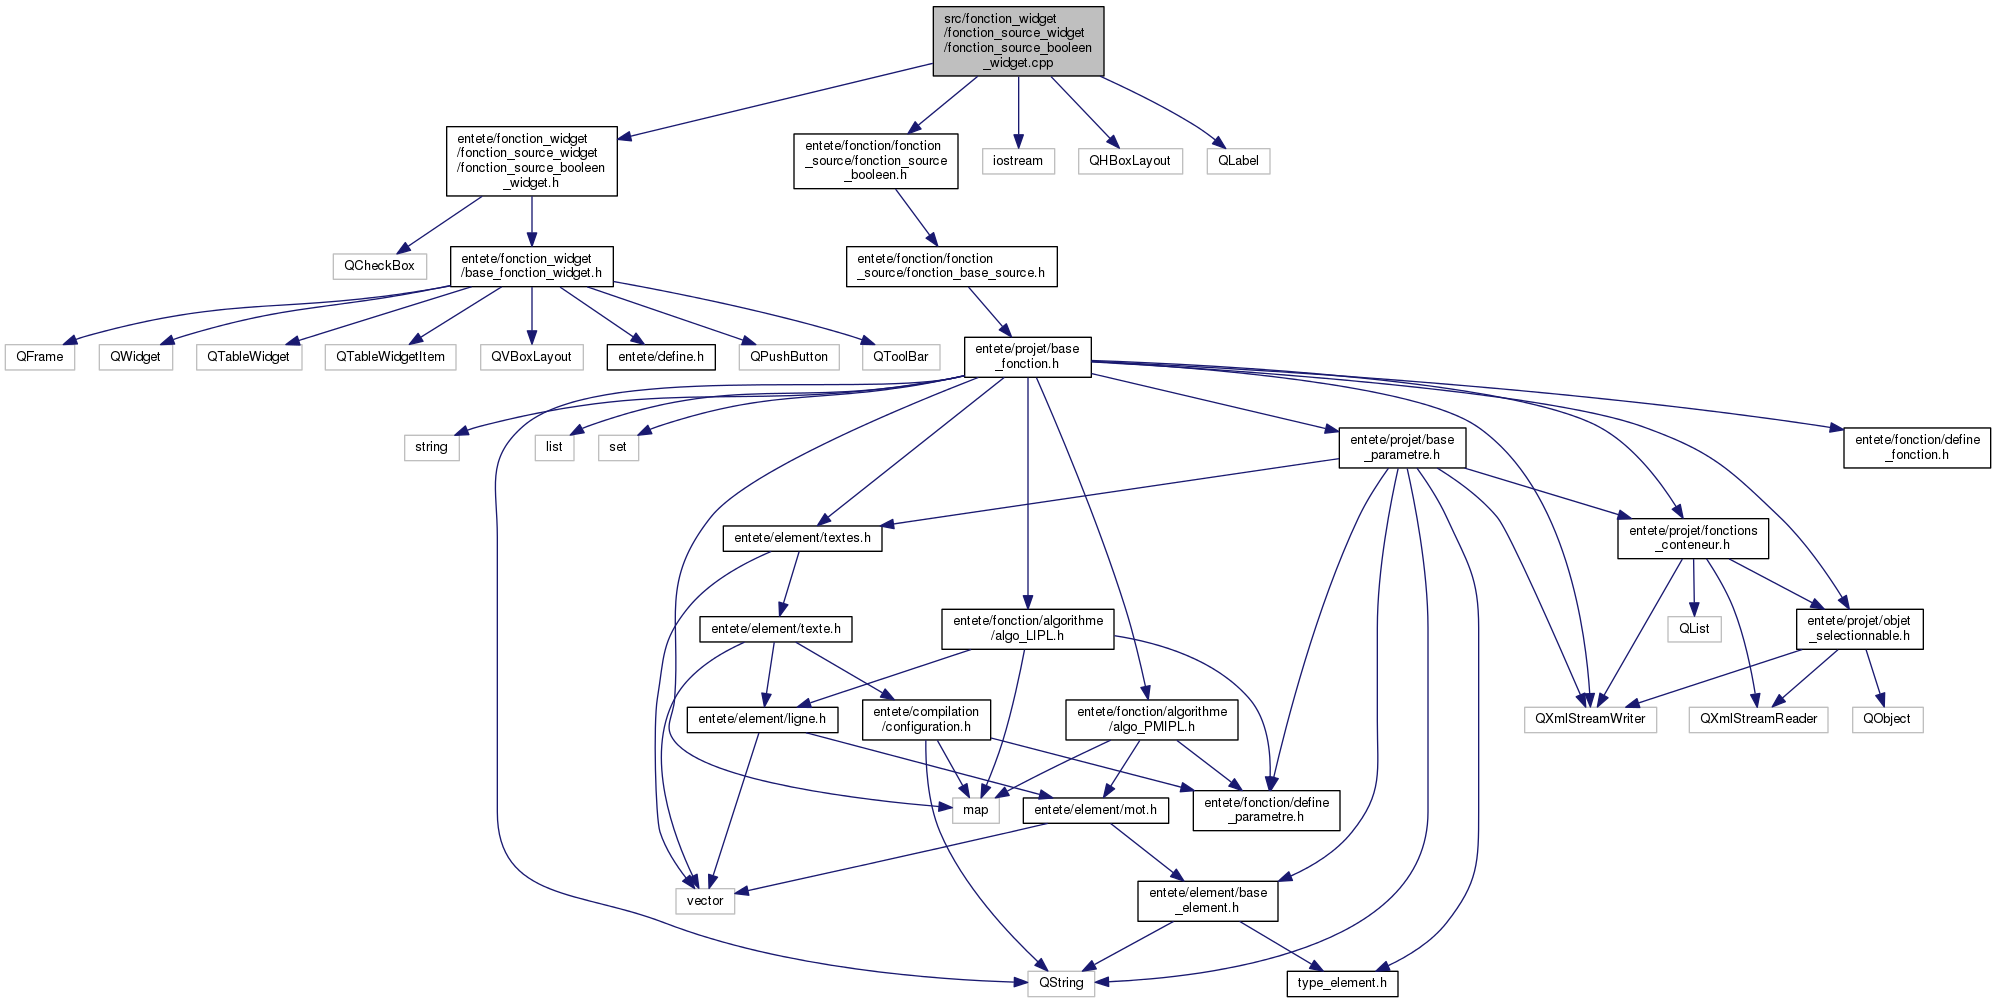 src/fonction_widget
/fonction_source_widget
/fonction_source_booleen
_widget.cpp
entete/fonction_widget
/fonction_source_widget
/fonction_source_booleen
_widget.h
entete/fonction/fonction
_source/fonction_source
_booleen.h
iostream
QHBoxLayout
QLabel
QCheckBox
entete/fonction_widget
/base_fonction_widget.h
entete/fonction/fonction
_source/fonction_base_source.h
QFrame
QWidget
QTableWidget
QTableWidgetItem
QVBoxLayout
entete/define.h
QPushButton
QToolBar
entete/projet/base
_fonction.h
string
list
set
entete/projet/base
_parametre.h
entete/fonction/define
_fonction.h
entete/element/textes.h
entete/projet/fonctions
_conteneur.h
entete/element/texte.h
entete/fonction/algorithme
/algo_LIPL.h
QList
entete/projet/objet
_selectionnable.h
entete/element/ligne.h
entete/compilation
/configuration.h
entete/fonction/algorithme
/algo_PMIPL.h
QXmlStreamWriter
QXmlStreamReader
QObject
map
entete/element/mot.h
entete/fonction/define
_parametre.h
vector
entete/element/base
_element.h
QString
type_element.h